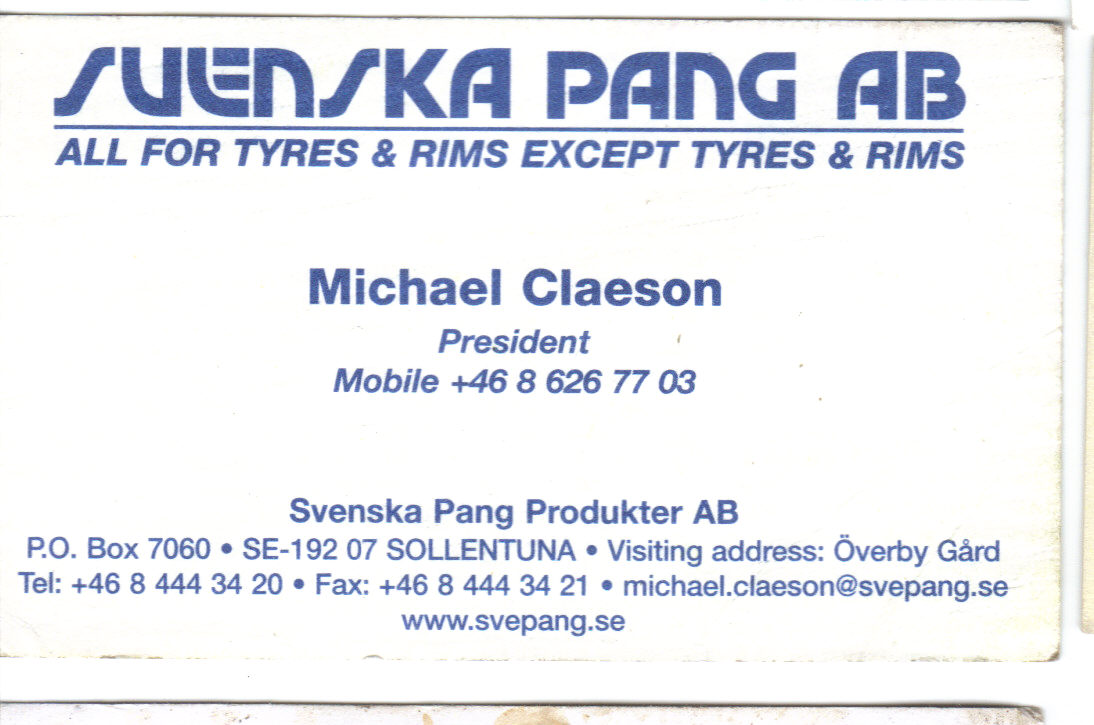 SVENSKA PANG AB
ALL FOR TYRES & RIMS EXCEPT TYRES & RIMS
Michael Claeson
President
Mobile +46 8 626 77 03
Svenska Pang Produkter AB
P.O. Box 7060 • SE-192 07 SOLLENTUNA • Visiting address: Överby Gård
Tel: +46 8 444 34 20 • Fax: +46 8 444 34 21 • michael.claeson@svepang.se
www.svepang.se